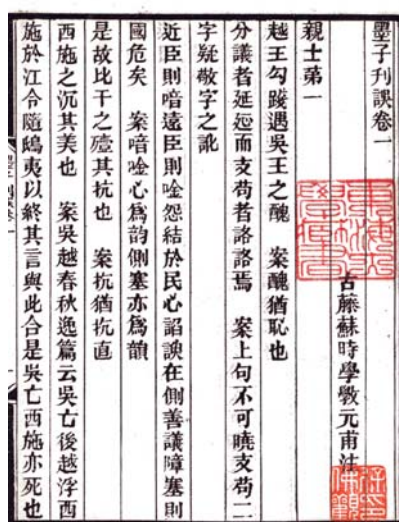 墨子刊誤卷一
古藤蘇時學斅元甫注
親士第一
越王勾踐遇吳王之醜　案醜猶恥也
分議者延延而支苟者詻詻焉　案上句不可曉支苟二
字疑敬字之訛
近臣則喑遠臣則唫怨結於民心諂諛在側善議障塞則
國危矣　案喑唫心爲韵側塞亦爲韻
是故比干之殪其抗也　案抗猶抗直
西施之沉其美也　案吳越春秋逸篇云吳亡後越浮西
施於江令隨鴟夷以終其言與此合是吳亡西施亦死也